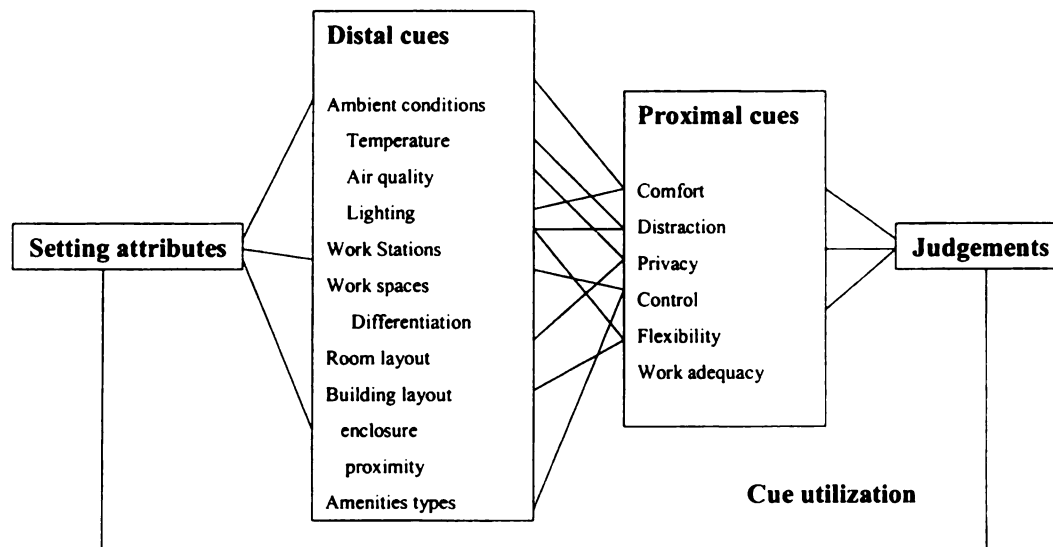 Setting attributes
Distal cues
Ambient conditions
Temperature
Air quality
Lighting
Work Stations
Work spaces
Differentiation
Room layout
Building layout
enclosure
proximity
Amenities types
Proximal cues
Comfort
Distraction
Privacy
Control
Flexibility
Work adequacy
Judgements
Cue utilization